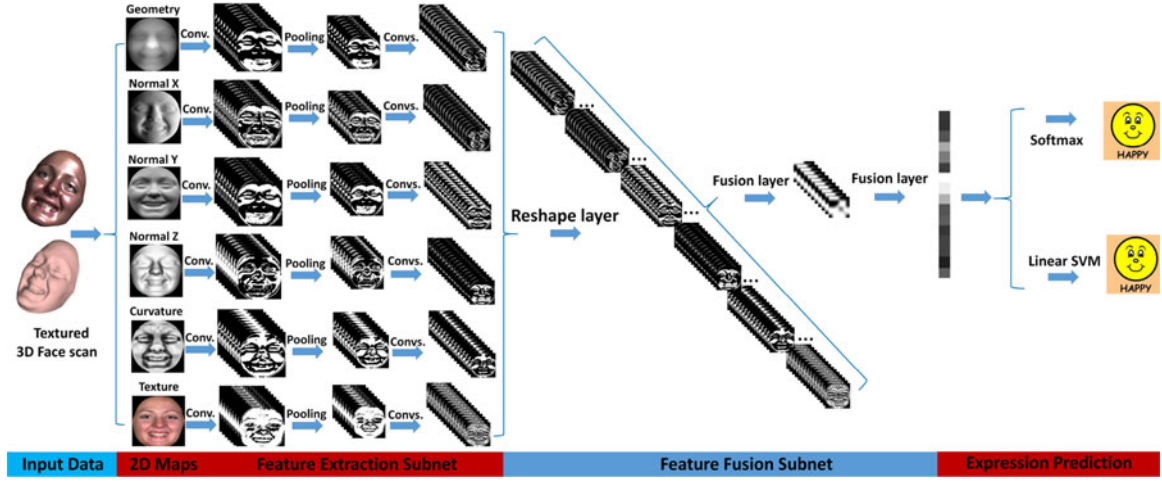 Geometry
Conv.
Pooling
Convs.
Normal X
Conv.
Pooling
Convs.
Normal Y
Conv.
Pooling
Convs.
Normal Z
Conv.
Pooling
Convs.
Curvature
Conv.
Pooling
Convs.
Texture
Conv.
Pooling
Convs.
Textured
3D Face scan
Reshape layer
...
...
...
...
...
Fusion layer
Fusion layer
Softmax
HAPPY
Linear SVM
HAPPY
Input Data
2D Maps
Feature Extraction Subnet
Feature Fusion Subnet
Expression Prediction